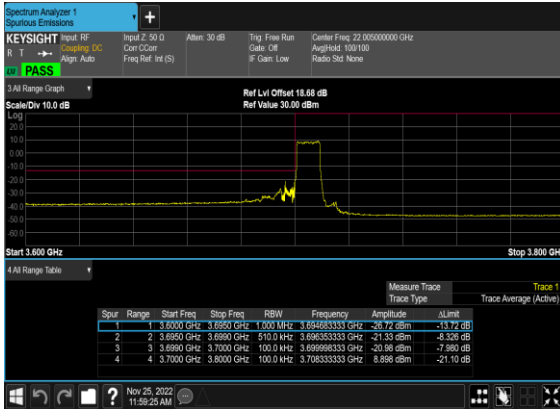 Spectrum Analyzer 1
Spurious Emissions
+
KEYSIGHT Input: RF Input Z: 50 Ω Atten: 30 dB Trig: Free Run Center Freq: 22.005000000 GHz
R T Coupling: DC Corr CCorr Gate: Off Avg|Hold: 100/100
Align: Auto Freq Ref: Int (S) IF Gain: Low Radio Std: None
PASS
3 All Range Graph
Ref Lvl Offset 18.68 dB
Scale/Div 10.0 dB Ref Value 30.00 dBm
Log
20.0
10.0
0.00
-10.0
-20.0
-30.0
-40.0
-50.0
-60.0
Start 3.600 GHz Stop 3.800 GH
4 All Range Table
Measure Trace Trace 1
Trace Type Trace Average (Active)
Spur Range Start Freq Stop Freq RBW Frequency Amplitude ΔLimit
1 1 3.6000 GHz 3.6950 GHz 1.000 MHz 3.694683333 GHz -26.72 dBm -13.72 dB
2 2 3.6950 GHz 3.6990 GHz 510.0 kHz 3.696353333 GHz -21.33 dBm -8.326 dB
3 3 3.6990 GHz 3.7000 GHz 100.0 kHz 3.699998333 GHz -20.98 dBm -7.980 dB
4 4 3.7000 GHz 3.8000 GHz 100.0 kHz 3.708333333 GHz 8.898 dBm -21.10 dB
? Nov 25, 2022
11:59:25 AM